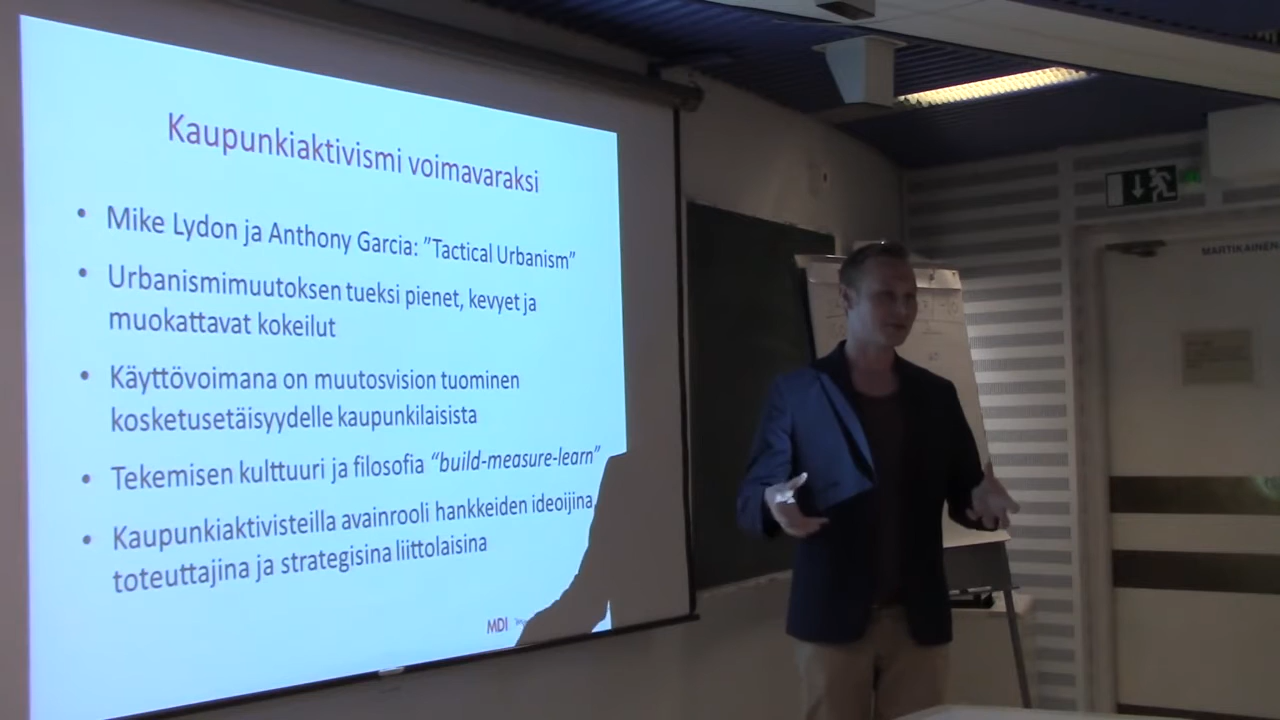 Kaupunkiaktivismi voimavaraksi
• Mike Lydon ja Anthony Garcia: ”Tactical Urbanism”
• Urbanismimuutoksen tueksi pienet, kevyet ja
muokattavat kokeilut
• Käyttövoimana on muutosvision tuominen
kosketusetäisyydelle kaupunkilaisista
• Tekemisen kulttuuri ja filosofia “build-measure-learn”
• Kaupunkiaktivisteilla avainrooli hankkeiden ideoijina,
toteuttajina ja strategisina liittolaisina
MDI
MARTIKAINEN